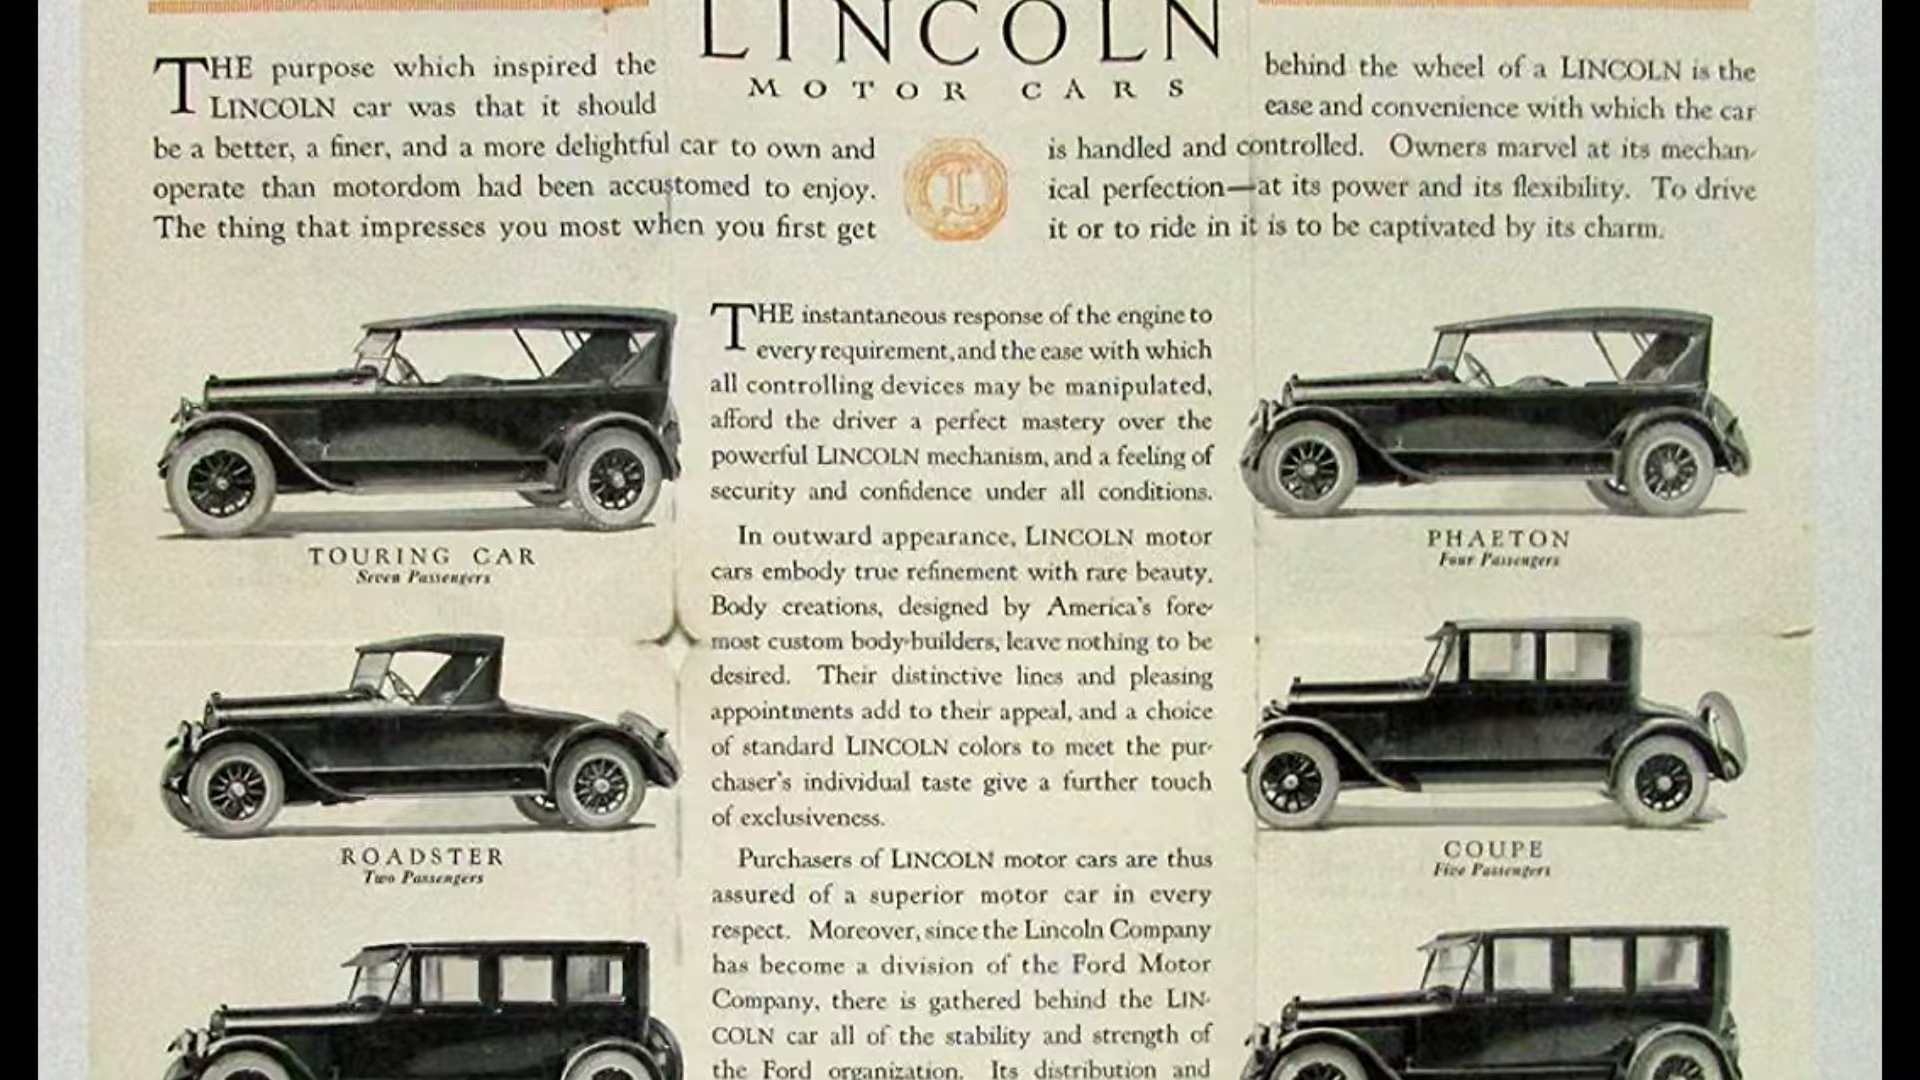 LINCOLN
MOTOR CARS
THE purpose which inspired the
LINCOLN car was that it should
be a better, a finer, and a more delightful car to own and
operate than motordom had been accustomed to enjoy.
The thing that impresses you most when you first get
L
behind the wheel of a LINCOLN is the
ease and convenience with which the car
is handled and controlled. Owners marvel at its mechan-
ical perfection—at its power and its flexibility. To drive
it or to ride in it is to be captivated by its charm.
TOURING CAR
Seven Passengers
ROADSTER
Two Passengers
THE instantaneous response of the engine to
every requirement, and the ease with which
all controlling devices may be manipulated,
afford the driver a perfect mastery over the
powerful LINCOLN mechanism, and a feeling of
security and confidence under all conditions.
In outward appearance, LINCOLN motor
cars embody true refinement with rare beauty.
Body creations, designed by America's fore-
most custom body-builders, leave nothing to be
desired. Their distinctive lines and pleasing
appointments add to their appeal, and a choice
of standard LINCOLN colors to meet the pur-
chaser's individual taste give a further touch
of exclusiveness.
Purchasers of LINCOLN motor cars are thus
assured of a superior motor car in every
respect. Moreover, since the Lincoln Company
has become a division of the Ford Motor
Company, there is gathered behind the LIN-
COLN car all of the stability and strength of
the Ford organization. Its distribution and
PHAETON
Four Passengers
COUPE
Five Passengers